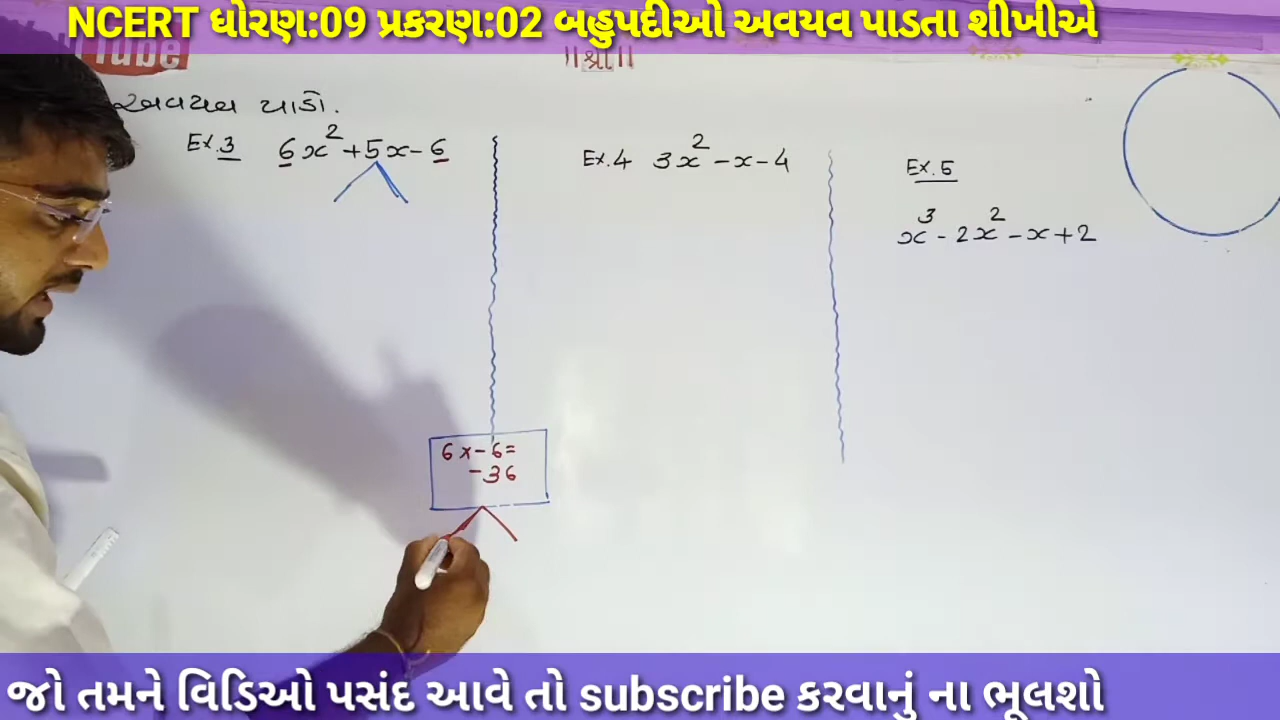 NCERT ધોરણ:09 પ્રકરણ:02 બહુપદીઓ અવયવ પાડતા શીખીએ
Tube
॥શ્રી॥
અવયવ પાડો.
Ex.3 6x²+5x-6
Ex.4 3x²-x-4
Ex.5
x³-2x²-x+2
6x-6=
-36
જો તમને વિડિઓ પસંદ આવે તો subscribe કરવાનું ના ભૂલશો